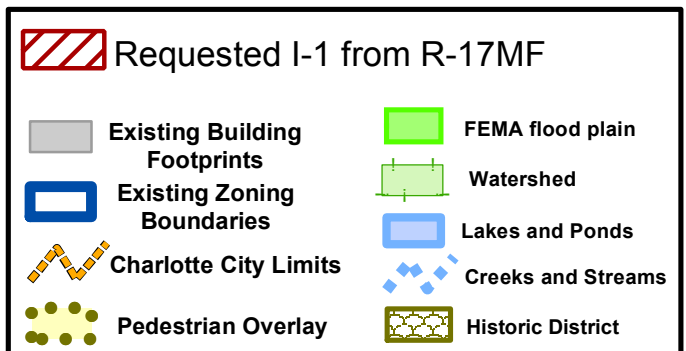 Requested I-1 from R-17MF
Existing Building
Footprints
Existing Zoning
Boundaries
Charlotte City Limits
Pedestrian Overlay
FEMA flood plain
Watershed
Lakes and Ponds
Creeks and Streams
Historic District